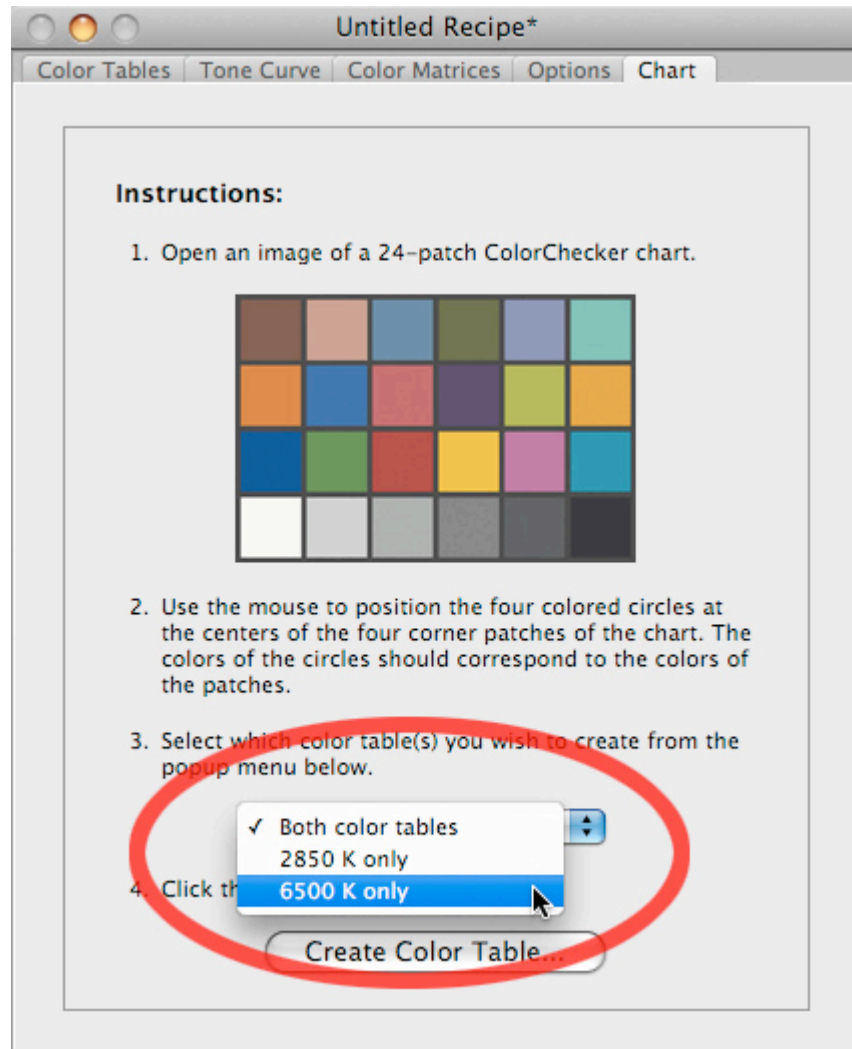 Untitled Recipe*
Color Tables Tone Curve Color Matrices Options Chart
Instructions:
1. Open an image of a 24-patch ColorChecker chart.
2. Use the mouse to position the four colored circles at
the centers of the four corner patches of the chart. The
colors of the circles should correspond to the colors of
the patches.
3. Select which color table(s) you wish to create from the
popup menu below.
✓ Both color tables
2850 K only
4. Click th
6500 K only
Create Color Table...